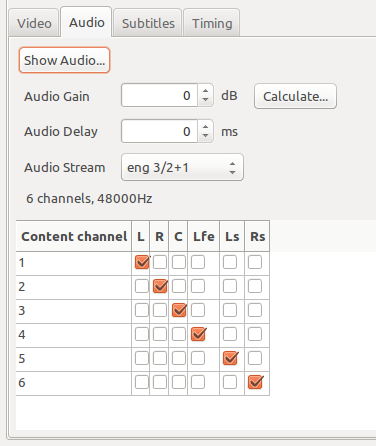 Video Audio Subtitles Timing
Show Audio...
Audio Gain 0 dB Calculate...
Audio Delay 0 ms
Audio Stream eng 3/2+1
6 channels, 48000Hz
Content channel L R C Lfe Ls Rs
1
2
3
4
5
6